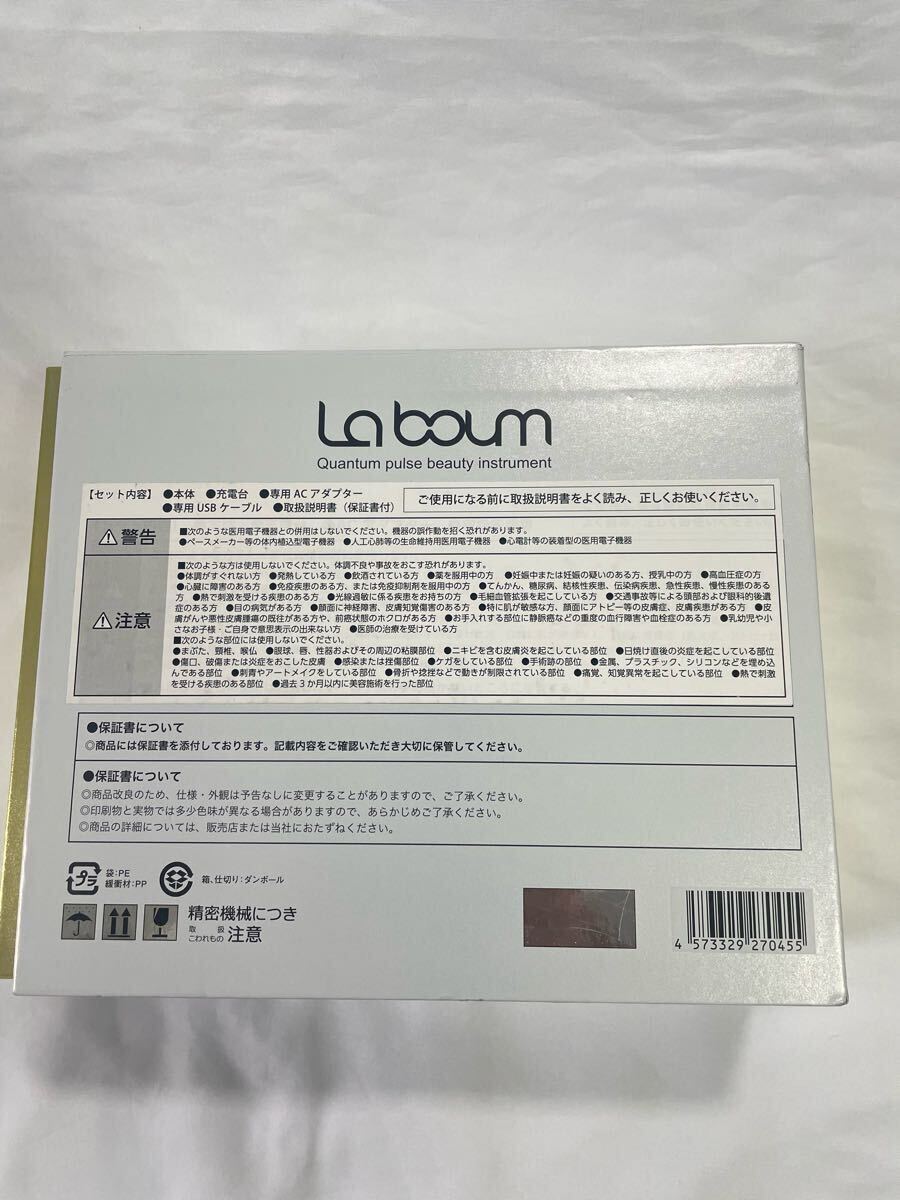 La boum
Quantum pulse beauty instrument
【セット内容】 ●本体 ●充電台 ●専用 AC アダプター
●専用 USB ケーブル ●取扱説明書（保証書付）
ご使用になる前に取扱説明書をよく読み、正しくお使いください。
警告
■次のような医用電子機器との併用はしないでください。機器の誤作動を招く恐れがあります。
●ペースメーカー等の体内植込型電子機器 ●人工心肺等の生命維持用医用電子機器 ●心電計等の装着型の医用電子機器
注意
■次のような方は使用しないでください。体調不良や事故をおこす恐れがあります。
●体調がすぐれない方 ●発熱している方 ●飲酒されている方 ●薬を服用中の方 ●妊娠中または妊娠の疑いのある方、授乳中の方 ●高血圧症の方
●心臓に障害のある方 ●免疫疾患のある方、または免疫抑制剤を服用中の方 ●てんかん、糖尿病、結核性疾患、伝染病疾患、急性疾患、慢性疾患のある
方 ●熱で刺激を受ける疾患のある方 ●光線過敏に係る疾患をお持ちの方 ●毛細血管拡張を起こしている方 ●交通事故等による頭部および眼科的後遺
症のある方 ●目の病気がある方 ●顔面に神経障害、皮膚知覚傷害のある方 ●特に肌が敏感な方、顔面にアトピー等の皮膚症、皮膚疾患がある方 ●皮
膚がんや悪性皮膚腫瘍の既往がある方や、前癌状態のホクロがある方 ●お手入れする部位に静脈癌などの重度の血行障害や血栓症のある方 ●乳幼児や小
さなお子様・ご自身で意思表示の出来ない方 ●医師の治療を受けている方
■次のような部位には使用しないでください。
●まぶた、頸椎、喉仏 ●眼球、唇、性器およびその周辺の粘膜部位 ●ニキビを含む皮膚炎を起こしている部位 ●日焼け直後の炎症を起こしている部位
●傷口、破傷または炎症をおこした皮膚 ●感染または挫傷部位 ●ケガをしている部位 ●手術跡の部位 ●金属、プラスチック、シリコンなどを埋め込
んである部位 ●刺青やアートメイクをしている部位 ●骨折や捻挫などで動きが制限されている部位 ●痛覚、知覚異常を起こしている部位 ●熱で刺激
を受ける疾患のある部位 ●過去３か月以内に美容施術を行った部位
●保証書について
◎商品には保証書を添付しております。記載内容をご確認いただき大切に保管してください。
●保証書について
◎商品改良のため、仕様・外観は予告なしに変更することがありますので、ご了承ください。
◎印刷物と実物では多少色味が異なる場合がありますので、あらかじめご了承ください。
◎商品の詳細については、販売店または当社におたずねください。
プラ
袋:PE
緩衝材:PP
箱、仕切り:ダンボール
精密機械につき
取扱注意
こわれもの
4 573329 270455